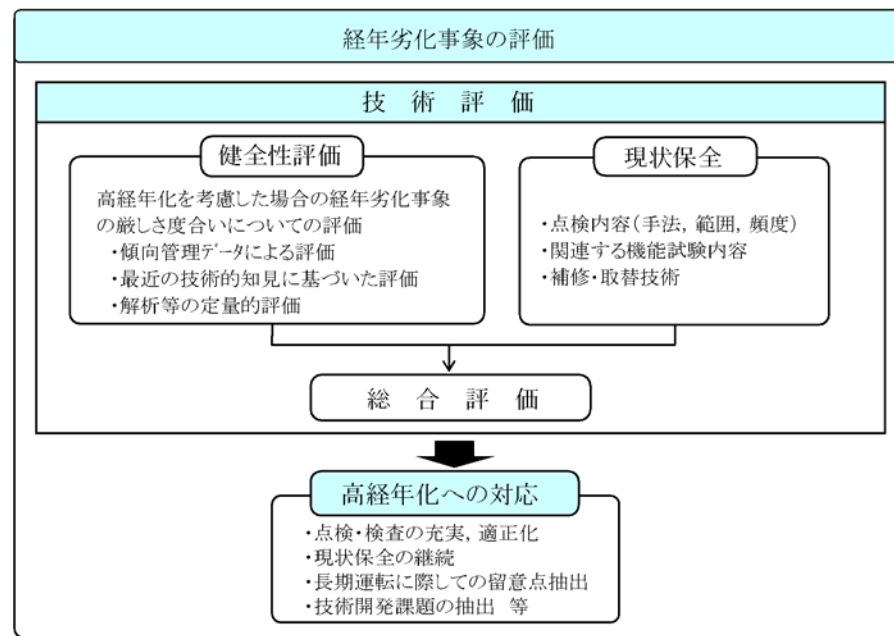 経年劣化事象の評価
技術評価
健全性評価
高経年化を考慮した場合の経年劣化事象
の厳しさ度合いについての評価
・傾向管理ﾃﾞｰﾀによる評価
・最近の技術的知見に基づいた評価
・解析等の定量的評価
現状保全
・点検内容(手法, 範囲, 頻度)
・関連する機能試験内容
・補修・取替技術
総合評価
高経年化への対応
・点検・検査の充実, 適正化
・現状保全の継続
・長期運転に際しての留意点抽出
・技術開発課題の抽出 等